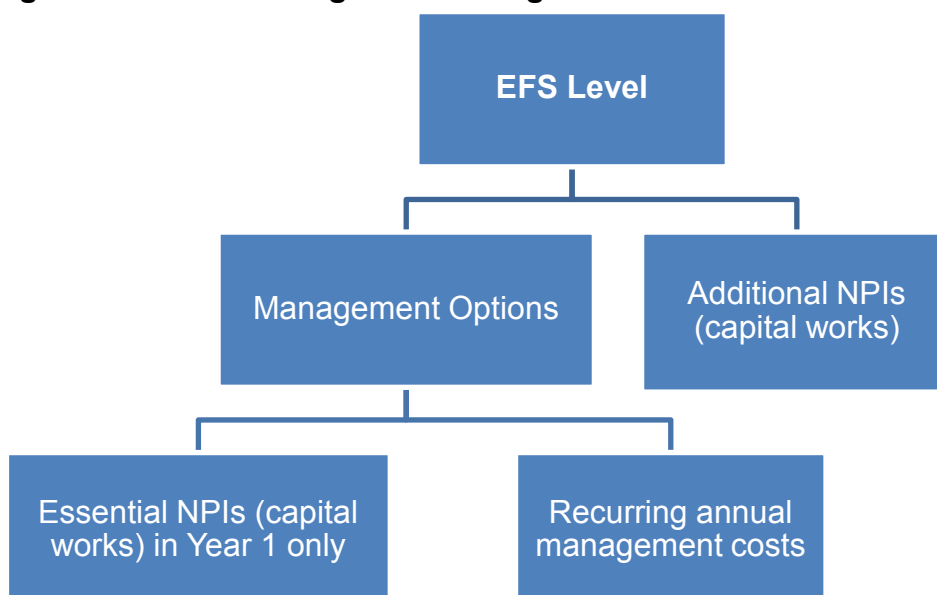 EFS Level
Management Options
Additional NPIs
(capital works)
Essential NPIs (capital
works) in Year 1 only
Recurring annual
management costs